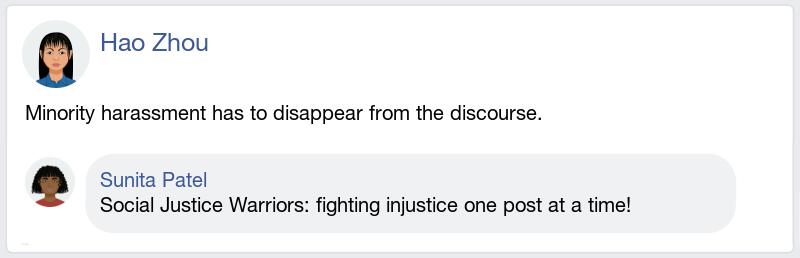 Hao Zhou
Minority harassment has to disappear from the discourse.
Sunita Patel
Social Justice Warriors: fighting injustice one post at a time!